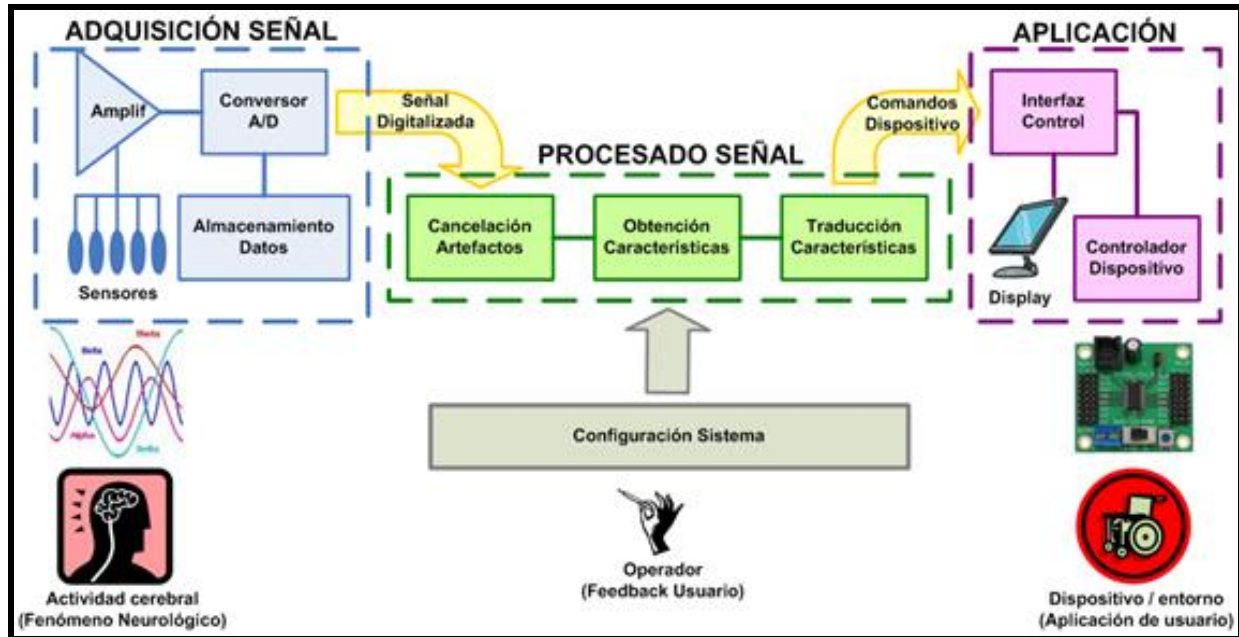 ADQUISICIÓN SEÑAL
Amplif
Conversor
A/D
Almacenamiento
Datos
Sensores
Señal
Digitalizada
PROCESADO SEÑAL
Cancelación
Artefactos
Obtención
Características
Traducción
Características
Comandos
Dispositivo
APLICACIÓN
Interfaz
Control
Display
Controlador
Dispositivo
Beta
Alpha
Configuración Sistema
Actividad cerebral
(Fenómeno Neurológico)
Operador
(Feedback Usuario)
Dispositivo / entorno
(Aplicación de usuario)